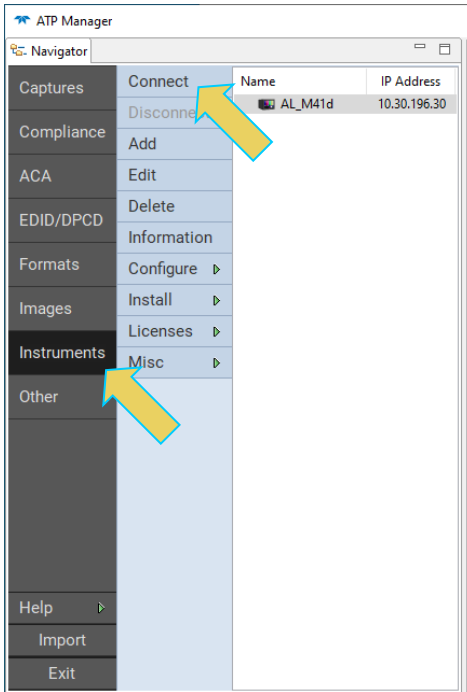 ATP Manager
Navigator
Captures
Compliance
ACA
EDID/DPCD
Formats
Images
Instruments
Other
Help
Import
Exit
Connect
Disconne
Add
Edit
Delete
Information
Configure
Install
Licenses
Misc
Name IP Address
AL_M41d 10.30.196.30